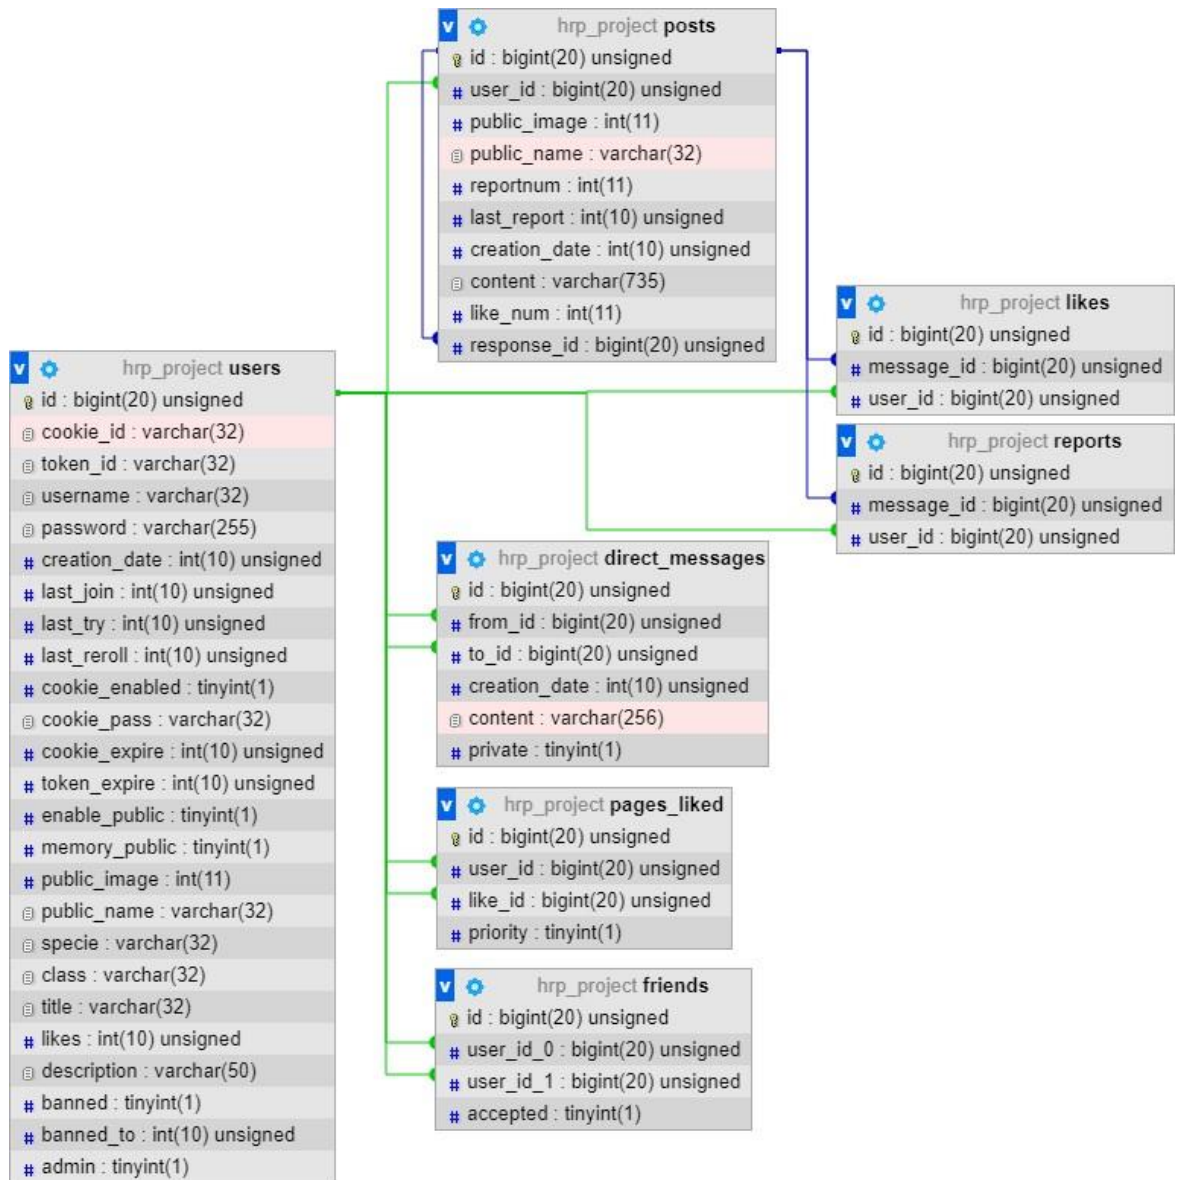 hrp_project posts
id : bigint(20) unsigned
user_id : bigint(20) unsigned
public_image : int(11)
public_name : varchar(32)
reportnum : int(11)
last_report : int(10) unsigned
creation_date : int(10) unsigned
content : varchar(735)
like_num : int(11)
response_id : bigint(20) unsigned
hrp_project likes
id : bigint(20) unsigned
message_id : bigint(20) unsigned
user_id : bigint(20) unsigned
hrp_project reports
id : bigint(20) unsigned
message_id : bigint(20) unsigned
user_id : bigint(20) unsigned
hrp_project users
id : bigint(20) unsigned
cookie_id : varchar(32)
token_id : varchar(32)
username : varchar(32)
password : varchar(255)
creation_date : int(10) unsigned
last_join : int(10) unsigned
last_try : int(10) unsigned
last_reroll : int(10) unsigned
cookie_enabled : tinyint(1)
cookie_pass : varchar(32)
cookie_expire : int(10) unsigned
token_expire : int(10) unsigned
enable_public : tinyint(1)
memory_public : tinyint(1)
public_image : int(11)
public_name : varchar(32)
specie : varchar(32)
class : varchar(32)
title : varchar(32)
likes : int(10) unsigned
description : varchar(50)
banned : tinyint(1)
banned_to : int(10) unsigned
admin : tinyint(1)
hrp_project direct_messages
id : bigint(20) unsigned
from_id : bigint(20) unsigned
to_id : bigint(20) unsigned
creation_date : int(10) unsigned
content : varchar(256)
private : tinyint(1)
hrp_project pages_liked
id : bigint(20) unsigned
user_id : bigint(20) unsigned
like_id : bigint(20) unsigned
priority : tinyint(1)
hrp_project friends
id : bigint(20) unsigned
user_id_0 : bigint(20) unsigned
user_id_1 : bigint(20) unsigned
accepted : tinyint(1)